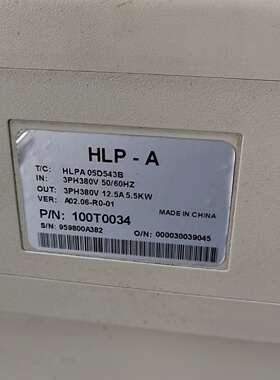 HLP - A
T/C: HLPA 05D543B
IN: 3PH380V 50/60HZ
OUT: 3PH380V 12.5A 5.5KW
VER: A02.06-R0-01
P/N: 100T0034 MADE IN CHINA
S/N: 959800A382 O/N: 000030039045